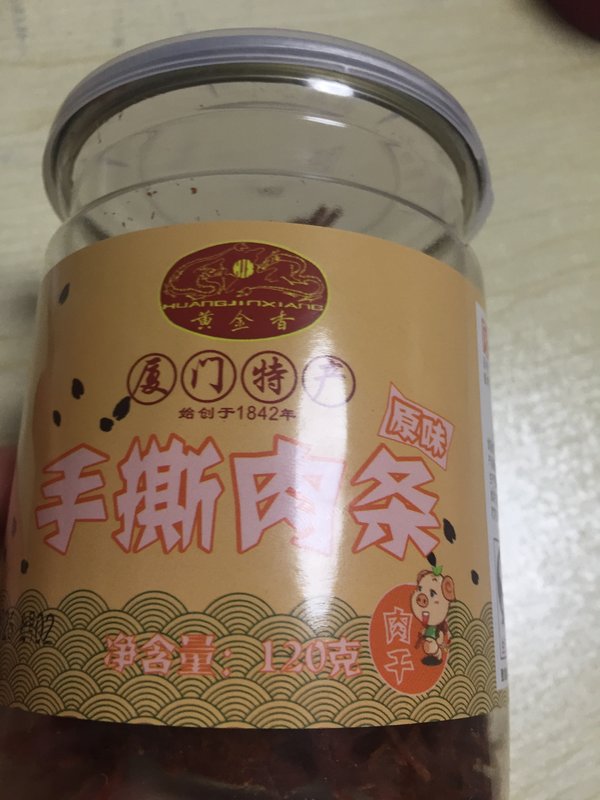 HUANGJINXIANG
黄金香
厦门特产
始创于1842年
原味
手撕肉条
净含量：120克
肉干